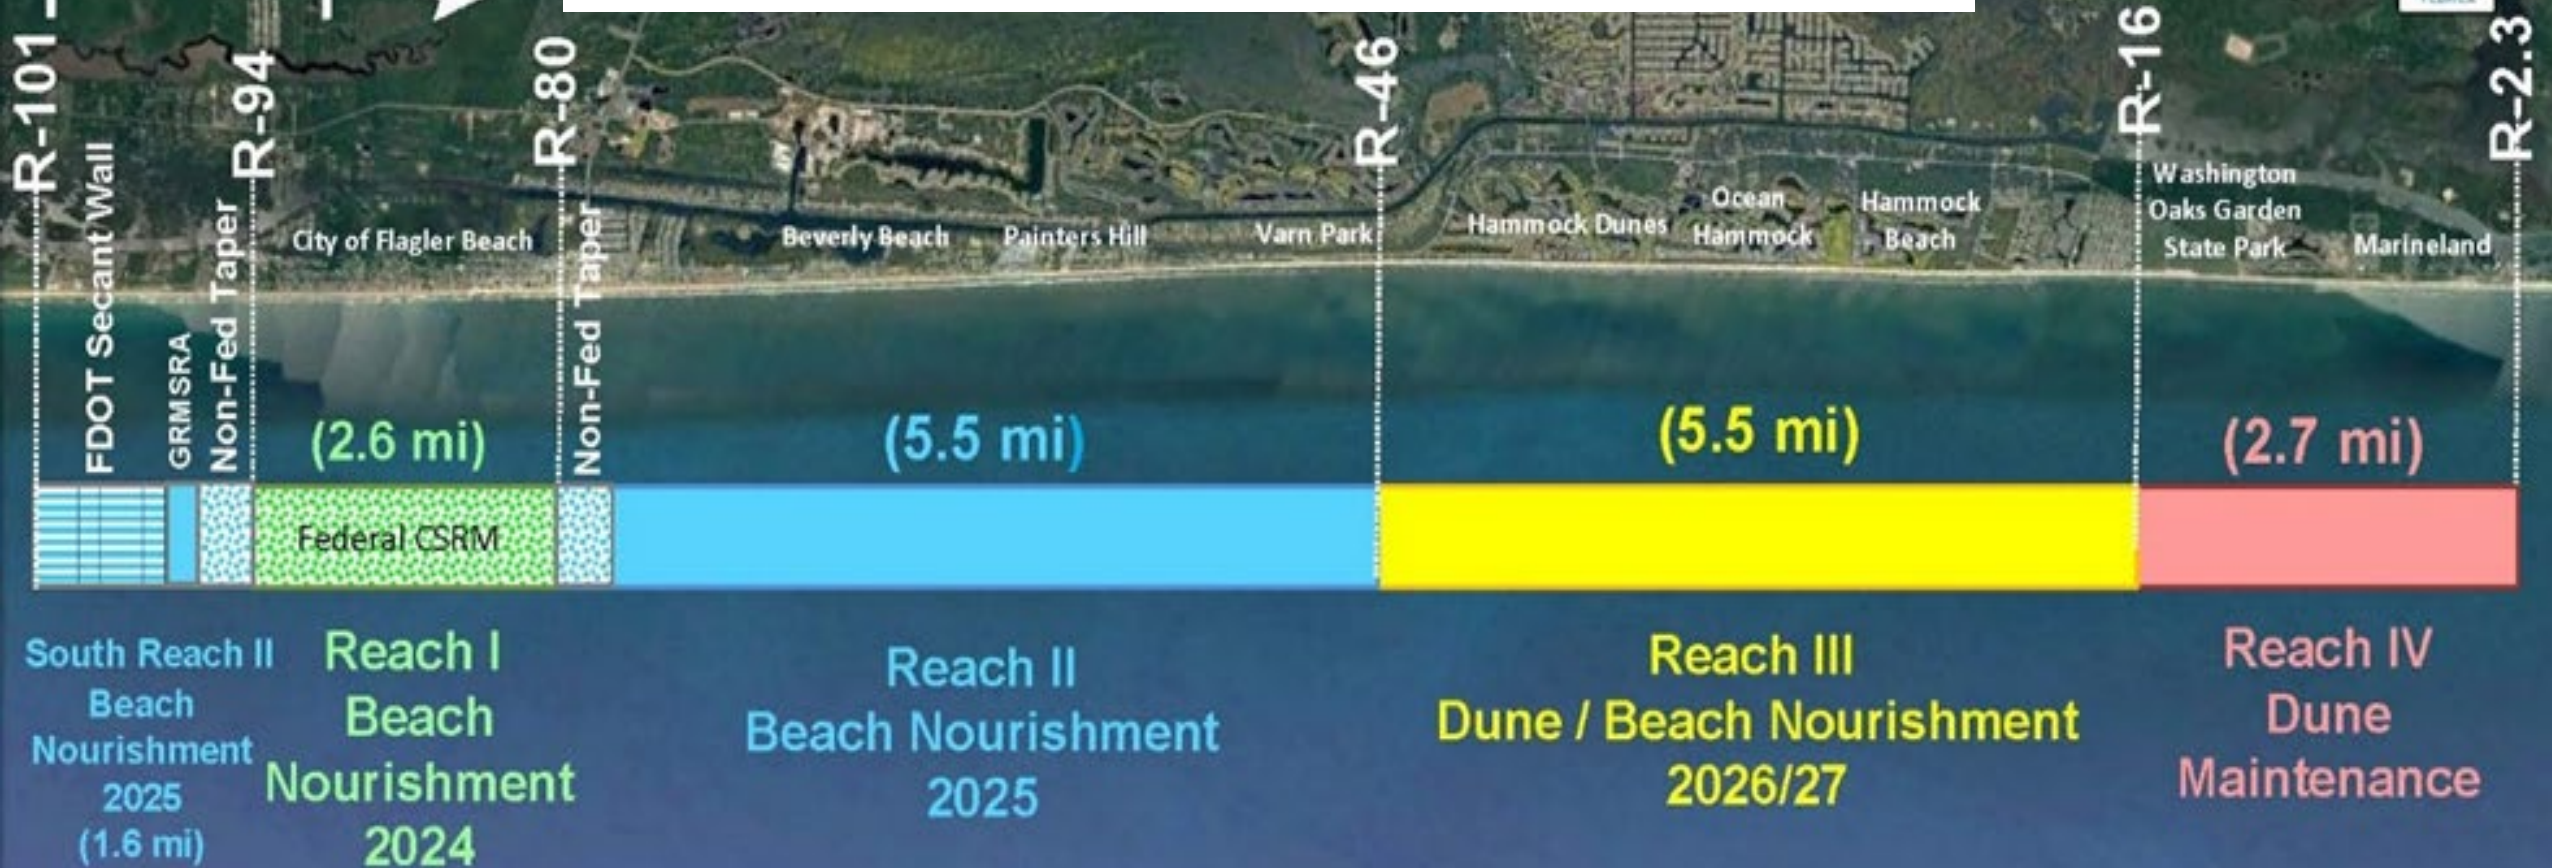 R-101
R-94
R-80
R-46
R-16
R-2.3
FDOT Secant Wall
GRMSRA
Non-Fed Taper
City of Flagler Beach
Non-Fed Taper
Beverly Beach
Painters Hill
Varn Park
Hammock Dunes
Ocean
Hammock
Hammock
Beach
Washington
Oaks Garden
State Park
Marineland
(2.6 mi)
(5.5 mi)
(5.5 mi)
(2.7 mi)
Federal CSRM
South Reach II
Beach
Nourishment
2025
(1.6 mi)
Reach I
Beach
Nourishment
2024
Reach II
Beach Nourishment
2025
Reach III
Dune / Beach Nourishment
2026/27
Reach IV
Dune
Maintenance